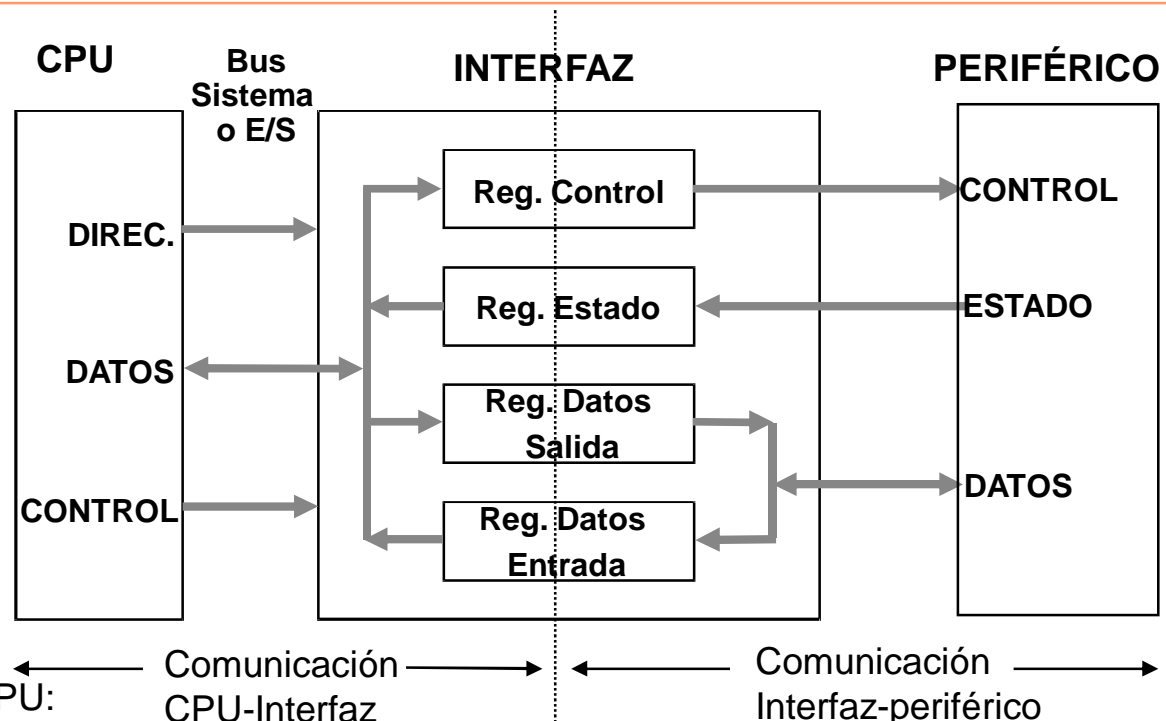 CPU
Bus
Sistema
o E/S
INTERFAZ
PERIFÉRICO
DIREC.
DATOS
CONTROL
Reg. Control
Reg. Estado
Reg. Datos
Salida
Reg. Datos
Entrada
CONTROL
ESTADO
DATOS
Comunicación
CPU-Interfaz
Comunicación
Interfaz-periférico
PU: